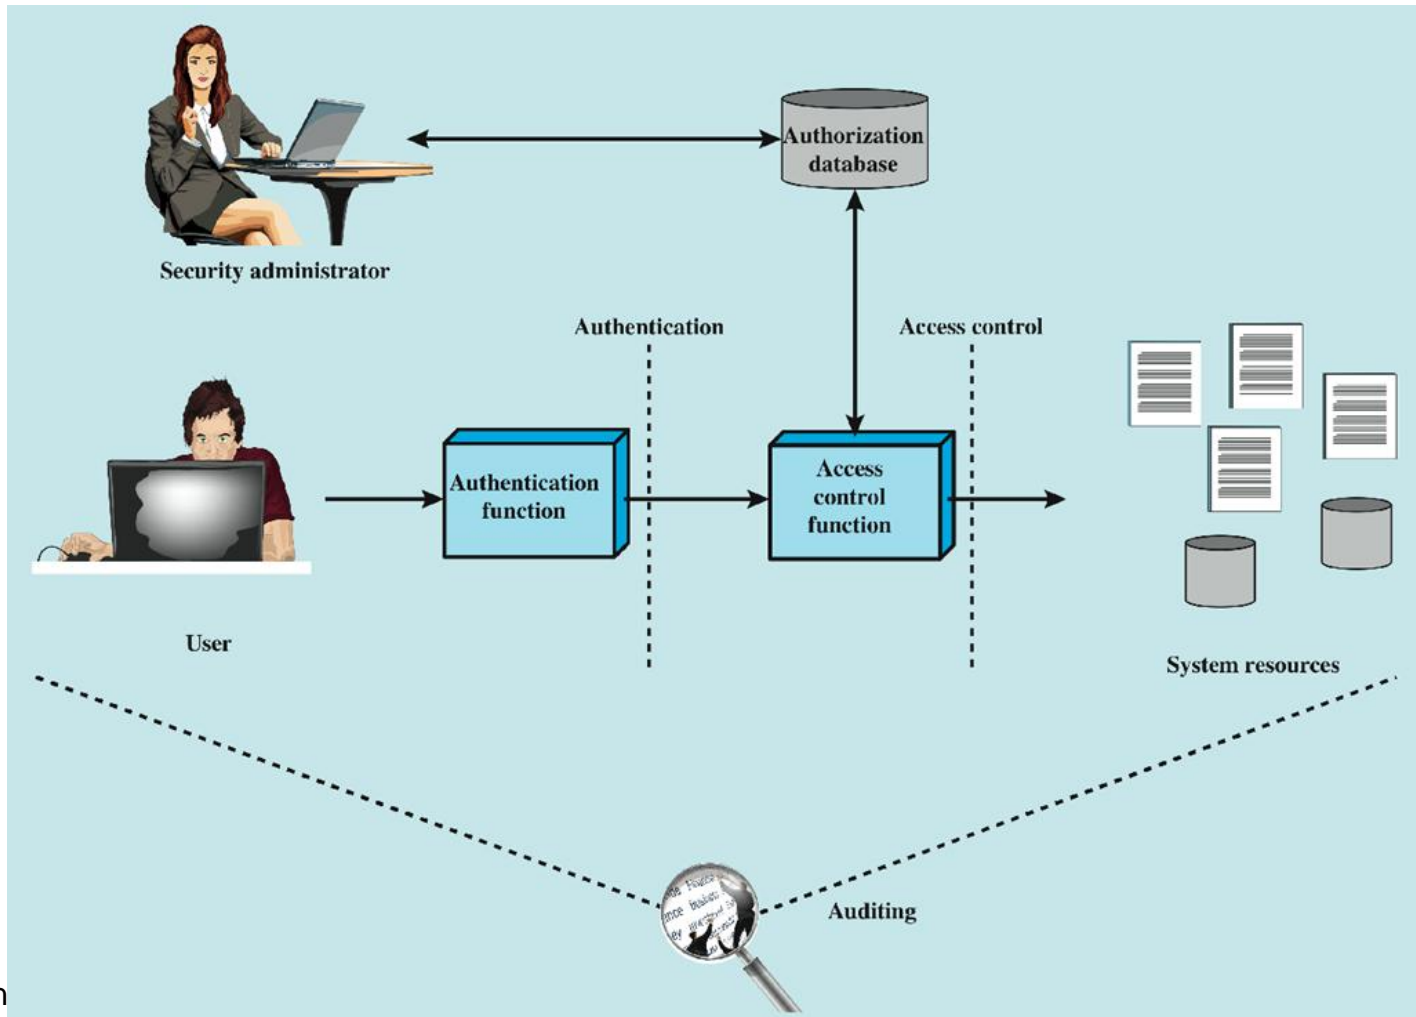 Authorization
database
Security administrator
Authentication
Access control
Authentication
function
Access
control
function
User
System resources
Auditing